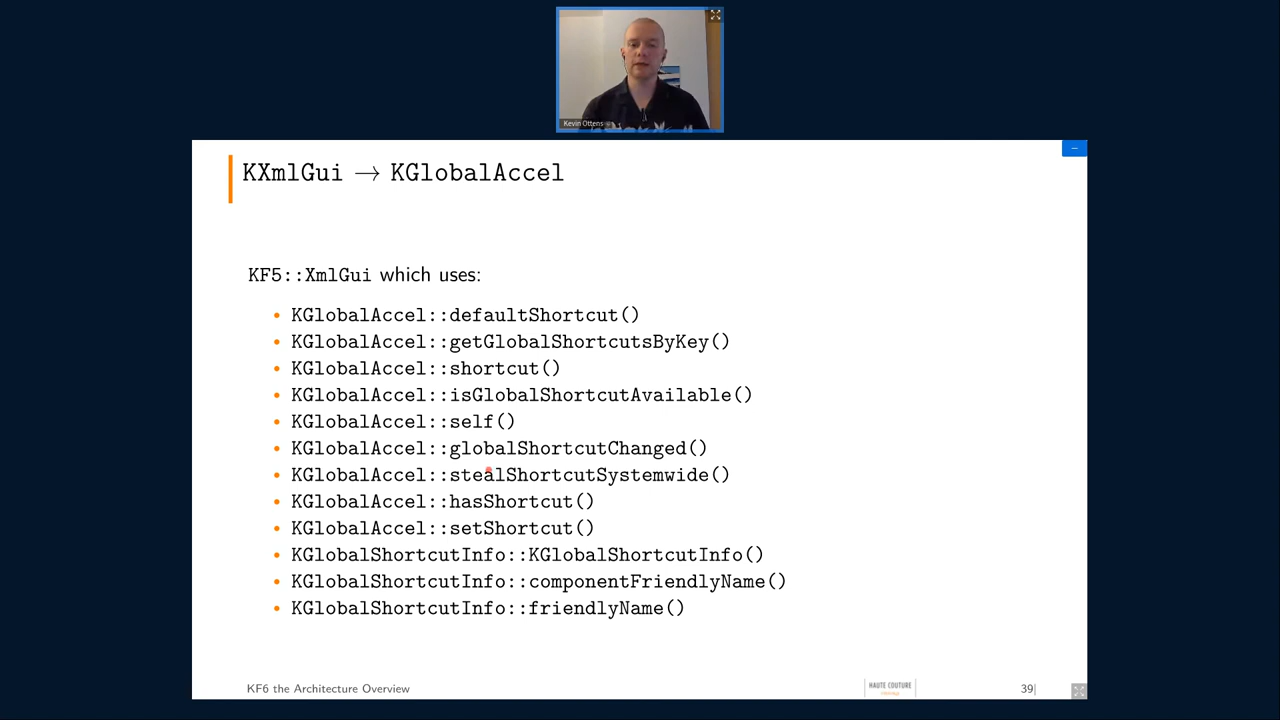 Kevin Ottens
KXmlGui → KGlobalAccel
KF5::XmlGui which uses:
• KGlobalAccel::defaultShortcut()
• KGlobalAccel::getGlobalShortcutsByKey()
• KGlobalAccel::shortcut()
• KGlobalAccel::isGlobalShortcutAvailable()
• KGlobalAccel::self()
• KGlobalAccel::globalShortcutChanged()
• KGlobalAccel::stealShortcutSystemwide()
• KGlobalAccel::hasShortcut()
• KGlobalAccel::setShortcut()
• KGlobalShortcutInfo::KGlobalShortcutInfo()
• KGlobalShortcutInfo::componentFriendlyName()
• KGlobalShortcutInfo::friendlyName()
KF6 the Architecture Overview
HAUTE COUTURE
39|